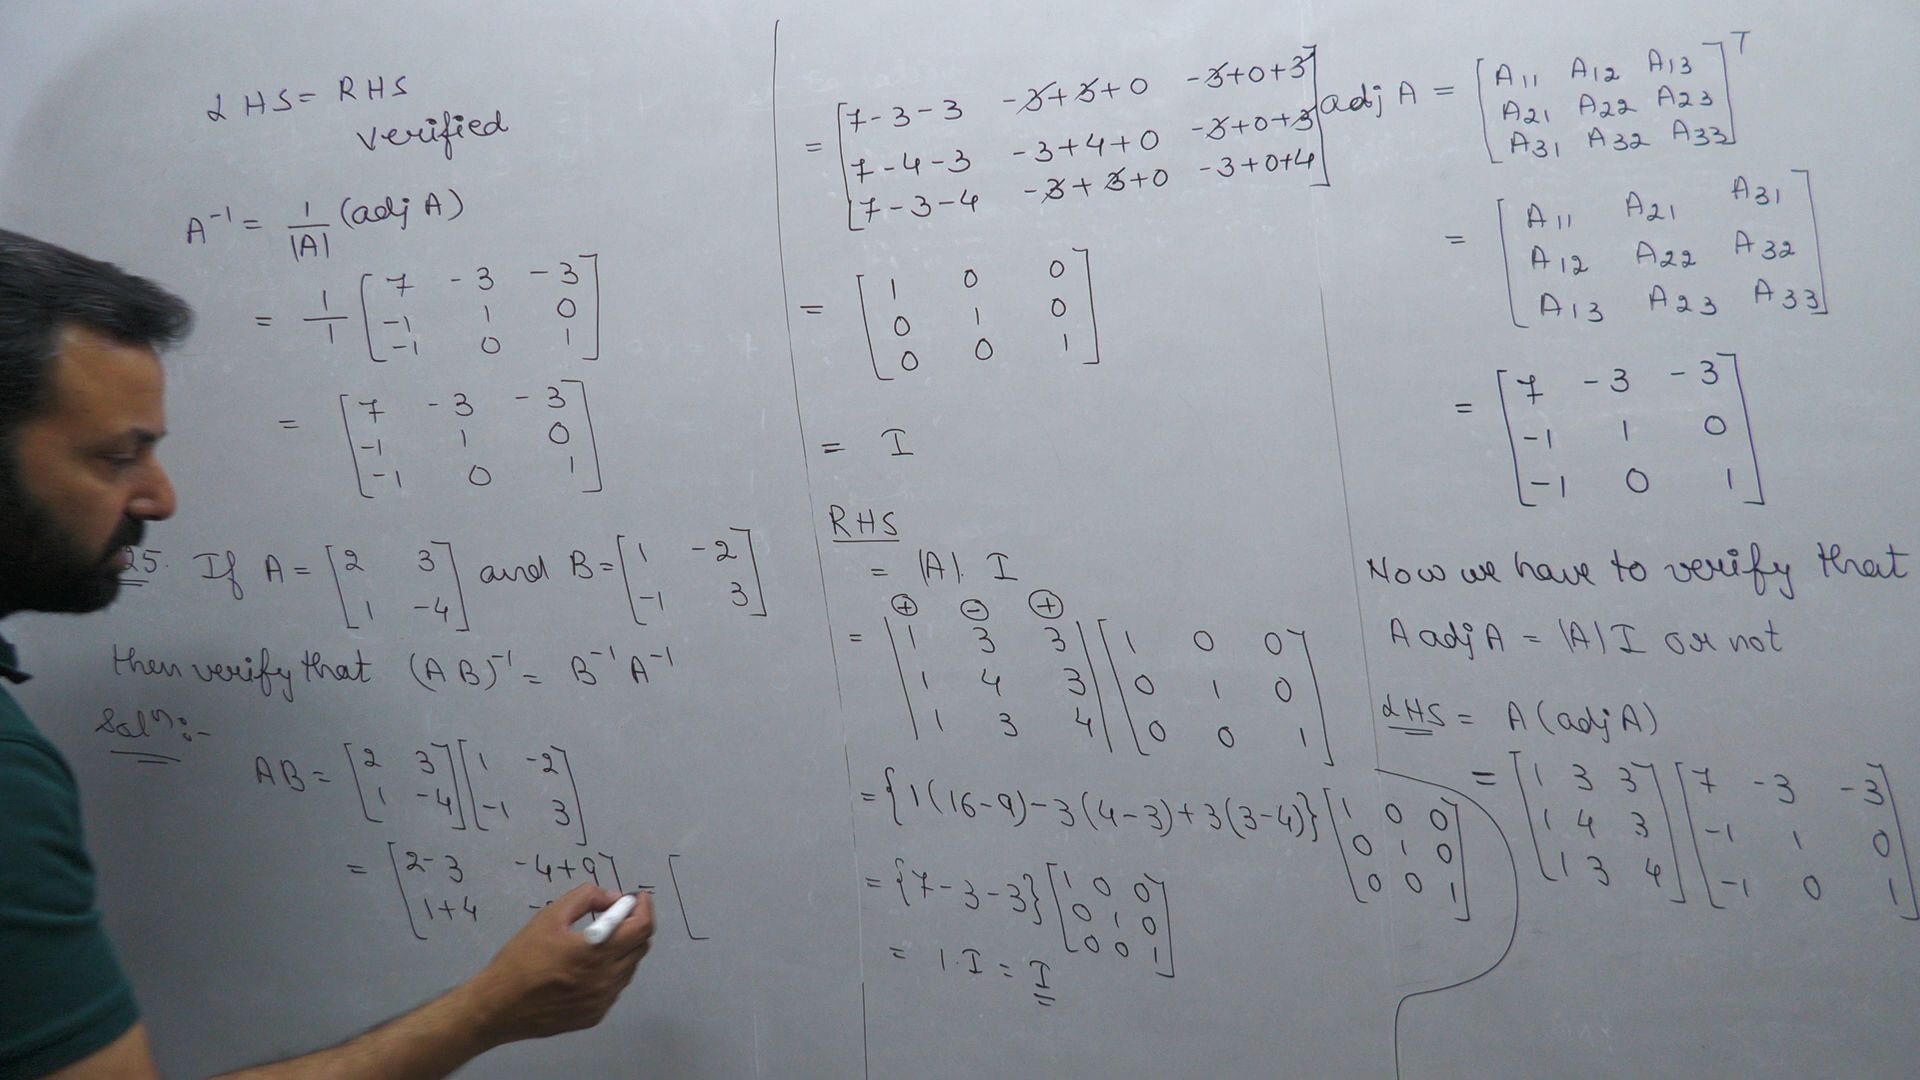 LHS = RHS
verified
A⁻¹ = 1/|A| (adj A)
= 1/1 [7 -3 -3
-1 1 0
-1 0 1]
= [7 -3 -3
-1 1 0
-1 0 1]
25. If A = [2 3 and B = [1 -2
1 -4] -1 3]
then verify that (AB)⁻¹ = B⁻¹ A⁻¹
Solⁿ:-
AB = [2 3 [1 -2
1 -4] -1 3]
= [2-3 -4+9] = [
1+4
= [7-3-3 -3+3+0 -3+0+3
7-4-3 -3+4+0 -3+0+3
7-3-4 -3+3+0 -3+0+4]
= [1 0 0
0 1 0
0 0 1]
= I
RHS
= |A|. I
+ - +
= |1 3 3| [1 0 0
1 4 3 0 1 0
1 3 4 0 0 1]
= {1(16-9)-3(4-3)+3(3-4)} [1 0 0
0 1 0
0 0 1]
= {7-3-3} [1 0 0
0 1 0
0 0 1]
= 1.I = I
adj A = [A11 A12 A13]ᵀ
A21 A22 A23
A31 A32 A33
= [A11 A21 A31
A12 A22 A32
A13 A23 A33]
= [7 -3 -3
-1 1 0
-1 0 1]
Now we have to verify that
A adj A = |A| I or not
LHS = A(adj A)
= [1 3 3] [7 -3 -3
1 4 3 -1 1 0
1 3 4 -1 0 1]